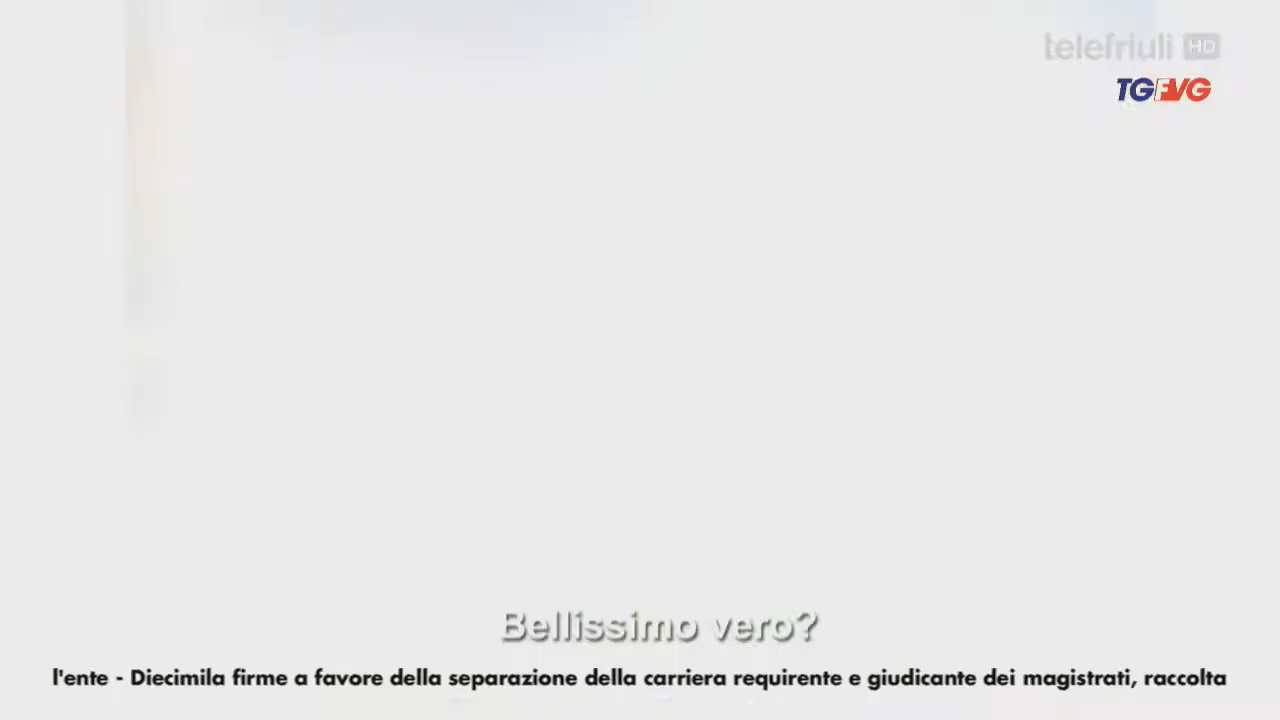 telefriuli HD
TGFVG
Bellissimo vero?
l'ente - Diecimila firme a favore della separazione della carriera requirente e giudicante dei magistrati, raccolta